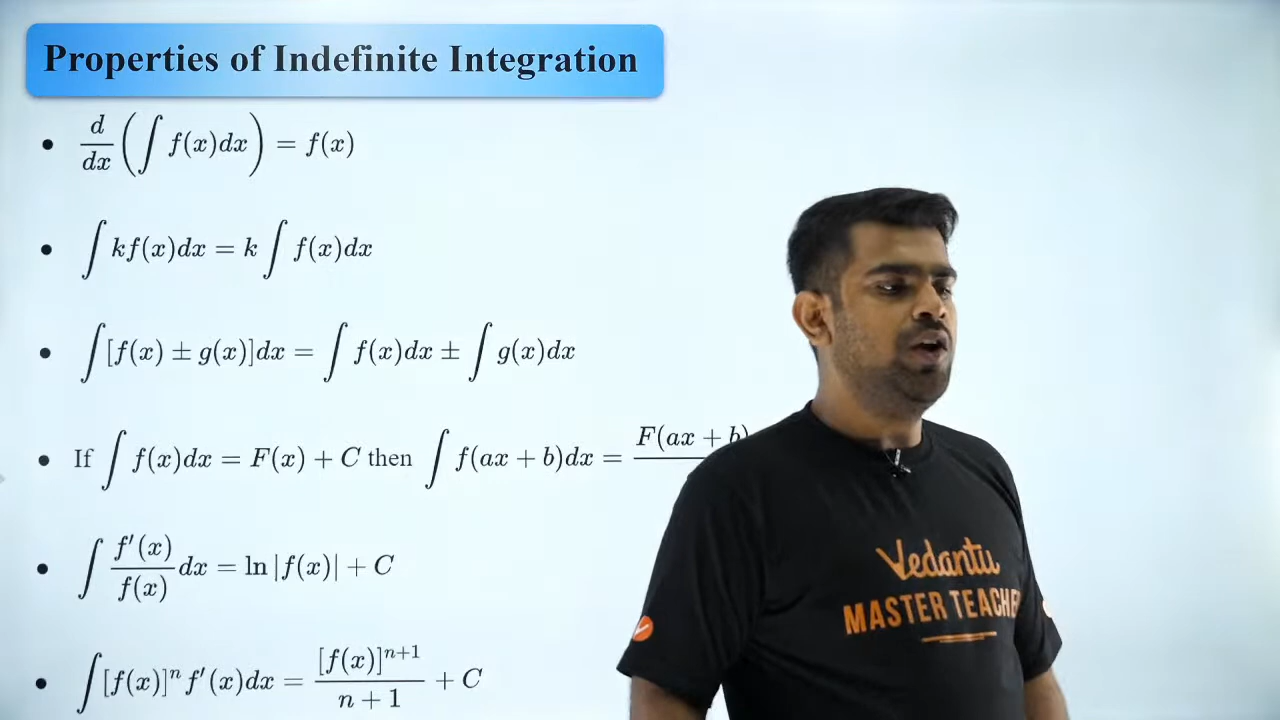 Properties of Indefinite Integration
• d/dx (∫ f(x)dx) = f(x)
• ∫ kf(x)dx = k ∫ f(x)dx
• ∫ [f(x) ± g(x)]dx = ∫ f(x)dx ± ∫ g(x)dx
• If ∫ f(x)dx = F(x) + C then ∫ f(ax + b)dx = F(ax + b)
• ∫ f′(x)/f(x) dx = ln |f(x)| + C
• ∫ [f(x)]ⁿ f′(x)dx = [f(x)]ⁿ⁺¹/n + 1 + C
Vedantu
MASTER